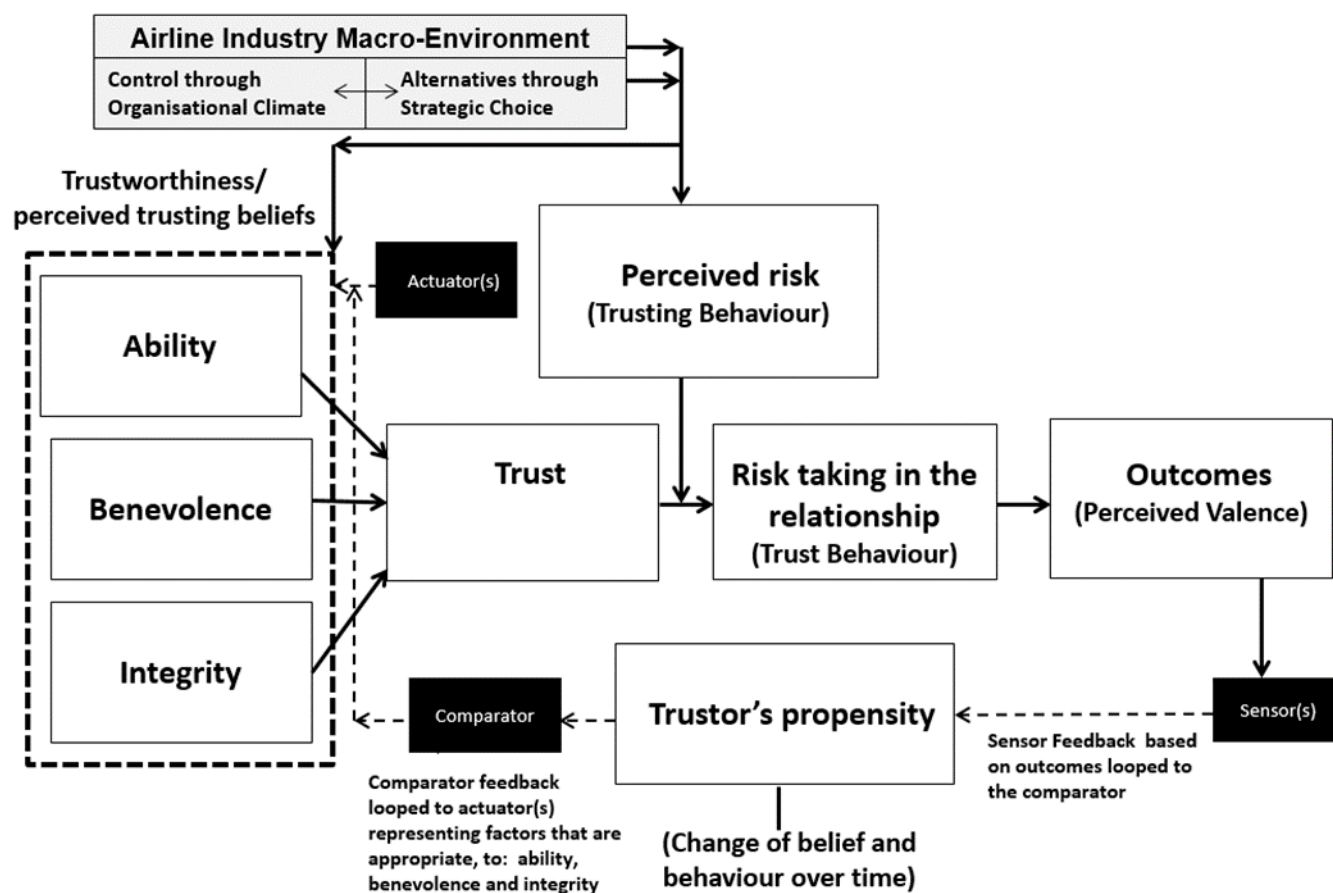 Airline Industry Macro-Environment
Control through
Organisational Climate
Alternatives through
Strategic Choice
Trustworthiness/
perceived trusting beliefs
Actuator(s)
Perceived risk
(Trusting Behaviour)
Ability
Benevolence
Integrity
Trust
Risk taking in the
relationship
(Trust Behaviour)
Outcomes
(Perceived Valence)
Comparator
Trustor's propensity
Sensor(s)
Sensor Feedback based
on outcomes looped to
the comparator
Comparator feedback
looped to actuator(s)
representing factors that are
appropriate, to: ability,
benevolence and integrity
(Change of belief and
behaviour over time)